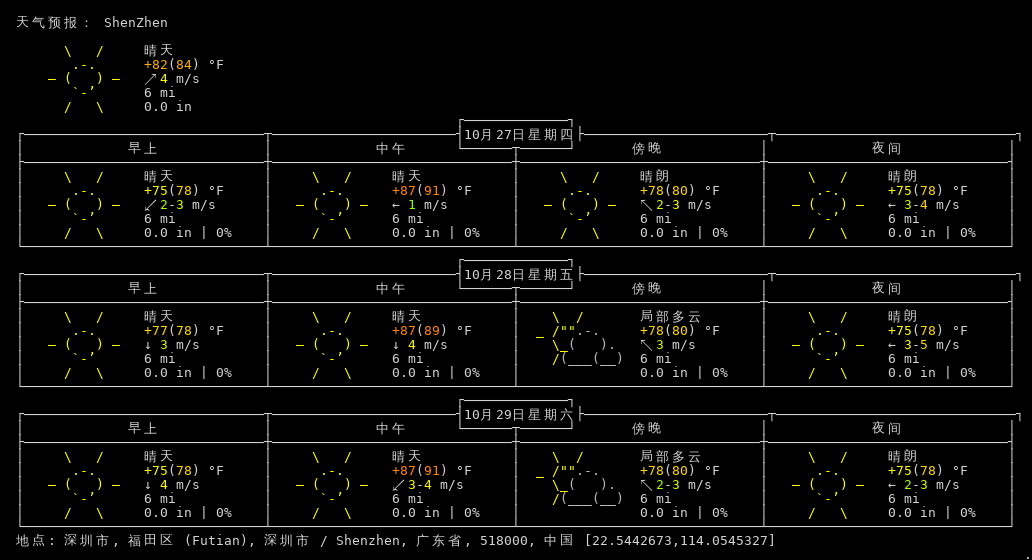 天气预报： ShenZhen
晴天
+82(84) °F
↗ 4 m/s
6 mi
0.0 in
10月27日星期四
早上 中午 傍晚 夜间
晴天 晴天 晴朗 晴朗
+75(78) °F +87(91) °F +78(80) °F +75(78) °F
↙ 2-3 m/s ← 1 m/s ↖ 2-3 m/s ← 3-4 m/s
6 mi 6 mi 6 mi 6 mi
0.0 in | 0% 0.0 in | 0% 0.0 in | 0% 0.0 in | 0%
10月28日星期五
早上 中午 傍晚 夜间
晴天 晴天 局部多云 晴朗
+77(78) °F +87(89) °F +78(80) °F +75(78) °F
↓ 3 m/s ↓ 4 m/s ↖ 3 m/s ← 3-5 m/s
6 mi 6 mi 6 mi 6 mi
0.0 in | 0% 0.0 in | 0% 0.0 in | 0% 0.0 in | 0%
10月29日星期六
早上 中午 傍晚 夜间
晴天 晴天 局部多云 晴朗
+75(78) °F +87(91) °F +78(80) °F +75(78) °F
↓ 4 m/s ↙ 3-4 m/s ↖ 2-3 m/s ← 2-3 m/s
6 mi 6 mi 6 mi 6 mi
0.0 in | 0% 0.0 in | 0% 0.0 in | 0% 0.0 in | 0%
地点: 深圳市, 福田区 (Futian), 深圳市 / Shenzhen, 广东省, 518000, 中国 [22.5442673,114.0545327]